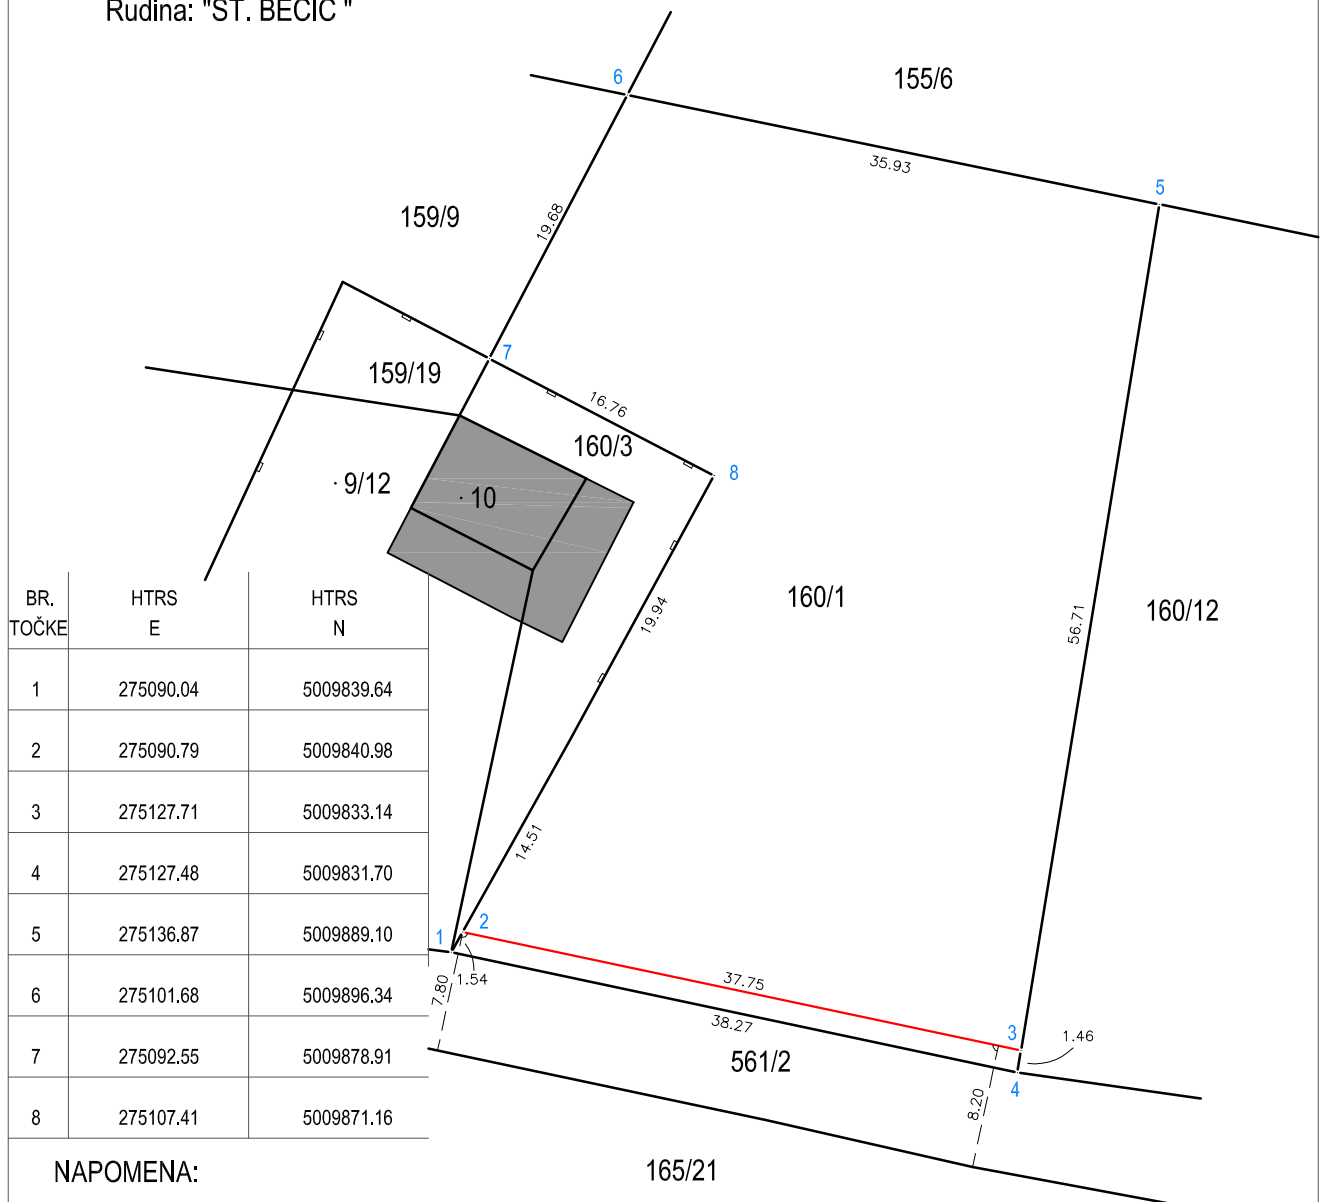 Rudina: "ST. BECIC "
6
155/6
35.93
5
159/9
19.68
7
159/19
16.76
160/3
8
· 9/12
· 10
19.94
160/1
56.71
160/12
BR. TOČKE HTRS E HTRS N
1 275090.04 5009839.64
2 275090.79 5009840.98
3 275127.71 5009833.14
4 275127.48 5009831.70
5 275136.87 5009889.10
6 275101.68 5009896.34
7 275092.55 5009878.91
8 275107.41 5009871.16
14.51
2
1
1.54
7.80
37.75
38.27
3
1.46
561/2
4
8.20
NAPOMENA:
165/21